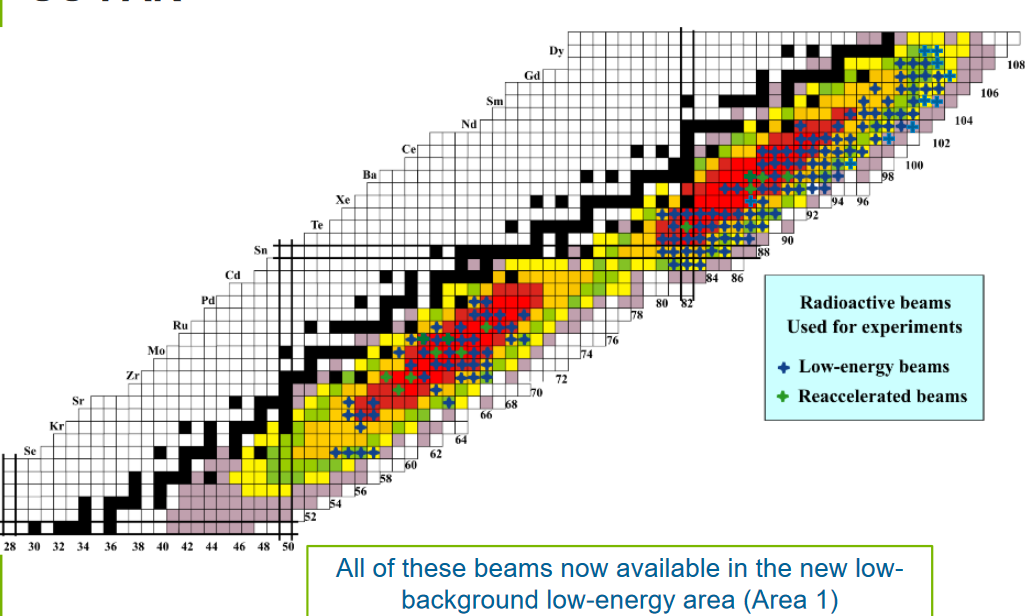 Dy
108
Gd
106
Sm
104
Nd
102
Ce
100
Ba
98
Xe
94 96
92
Te
90
Sn
88
84 86
Cd
80 82
Pd
78
Ru
76
Mo
74
Zr
72
70
Sr
68
66
Kr
64
62
Se
60
58
56
54
52
28 30 32 34 36 38 40 42 44 46 48 50
Radioactive beams
Used for experiments
Low-energy beams
Reaccelerated beams
All of these beams now available in the new low-
background low-energy area (Area 1)